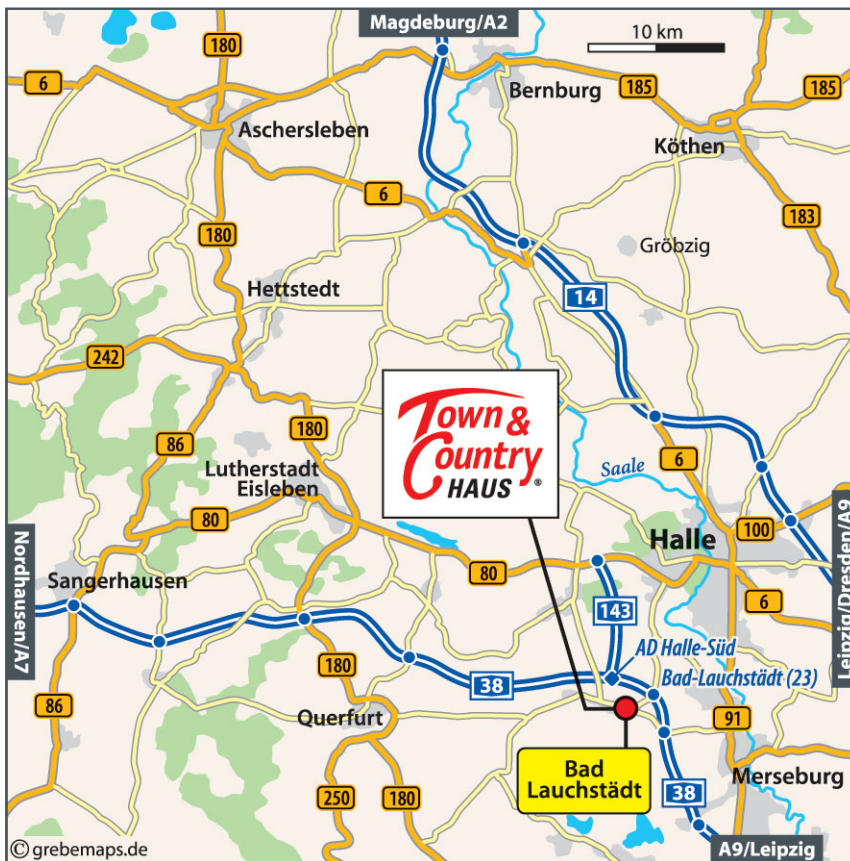 Magdeburg/A2
10 km
180
6
185
185
Bernburg
Aschersleben
Köthen
6
183
180
Gröbzig
Hettstedt
14
242
Town &
Country
HAUS ®
86
180
6
Lutherstadt
Eisleben
Saale
80
100
Halle
Nordhausen/A7
Leipzig/Dresden/A9
80
Sangerhausen
143
6
AD Halle-Süd
180
Bad-Lauchstädt (23)
38
86
Querfurt
91
Bad
Lauchstädt
Merseburg
250
180
38
© grebemaps.de
A9/Leipzig